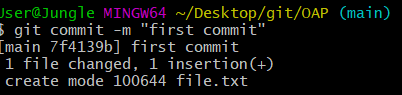 User@Jungle MINGW64 ~/Desktop/git/OAP (main)
$ git commit -m "first commit"
[main 7f4139b] first commit
 1 file changed, 1 insertion(+)
 create mode 100644 file.txt